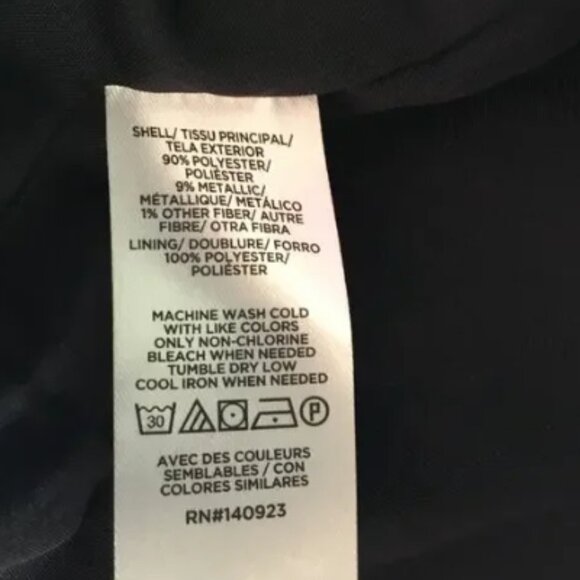 SHELL/ TISSU PRINCIPAL/
TELA EXTERIOR
90% POLYESTER/
POLIÉSTER
9% METALLIC/
MÉTALLIQUE/ METÁLICO
1% OTHER FIBER/ AUTRE
FIBRE/ OTRA FIBRA
LINING/ DOUBLURE/ FORRO
100% POLYESTER/
POLIÉSTER
MACHINE WASH COLD
WITH LIKE COLORS
ONLY NON-CHLORINE
BLEACH WHEN NEEDED
TUMBLE DRY LOW
COOL IRON WHEN NEEDED
30 P
AVEC DES COULEURS
SEMBLABLES / CON
COLORES SIMILARES
RN#140923